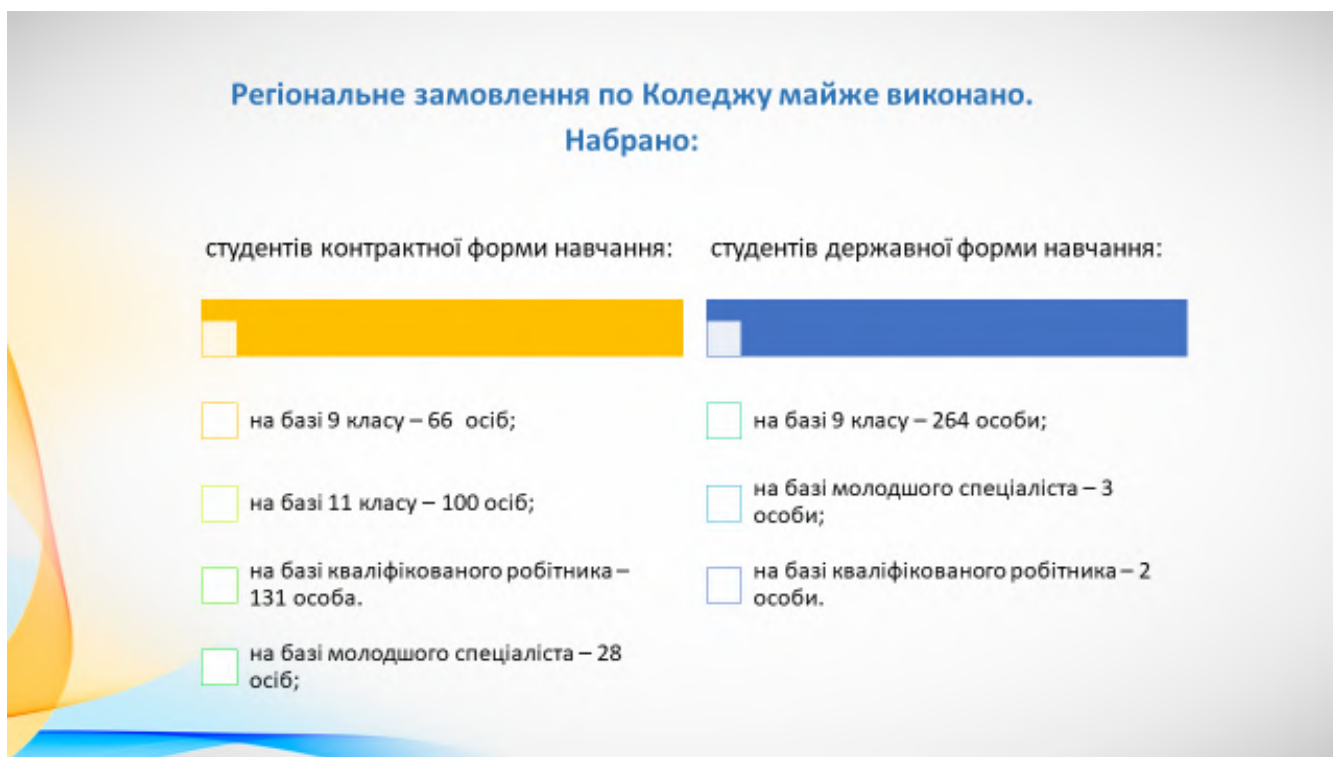 Регіональне замовлення по Коледжу майже виконано.
Набрано:
студентів контрактної форми навчання:
на базі 9 класу – 66 осіб;
на базі 11 класу – 100 осіб;
на базі кваліфікованого робітника –
131 особа.
на базі молодшого спеціаліста – 28
осіб;
студентів державної форми навчання:
на базі 9 класу – 264 особи;
на базі молодшого спеціаліста – 3
особи;
на базі кваліфікованого робітника – 2
особи.